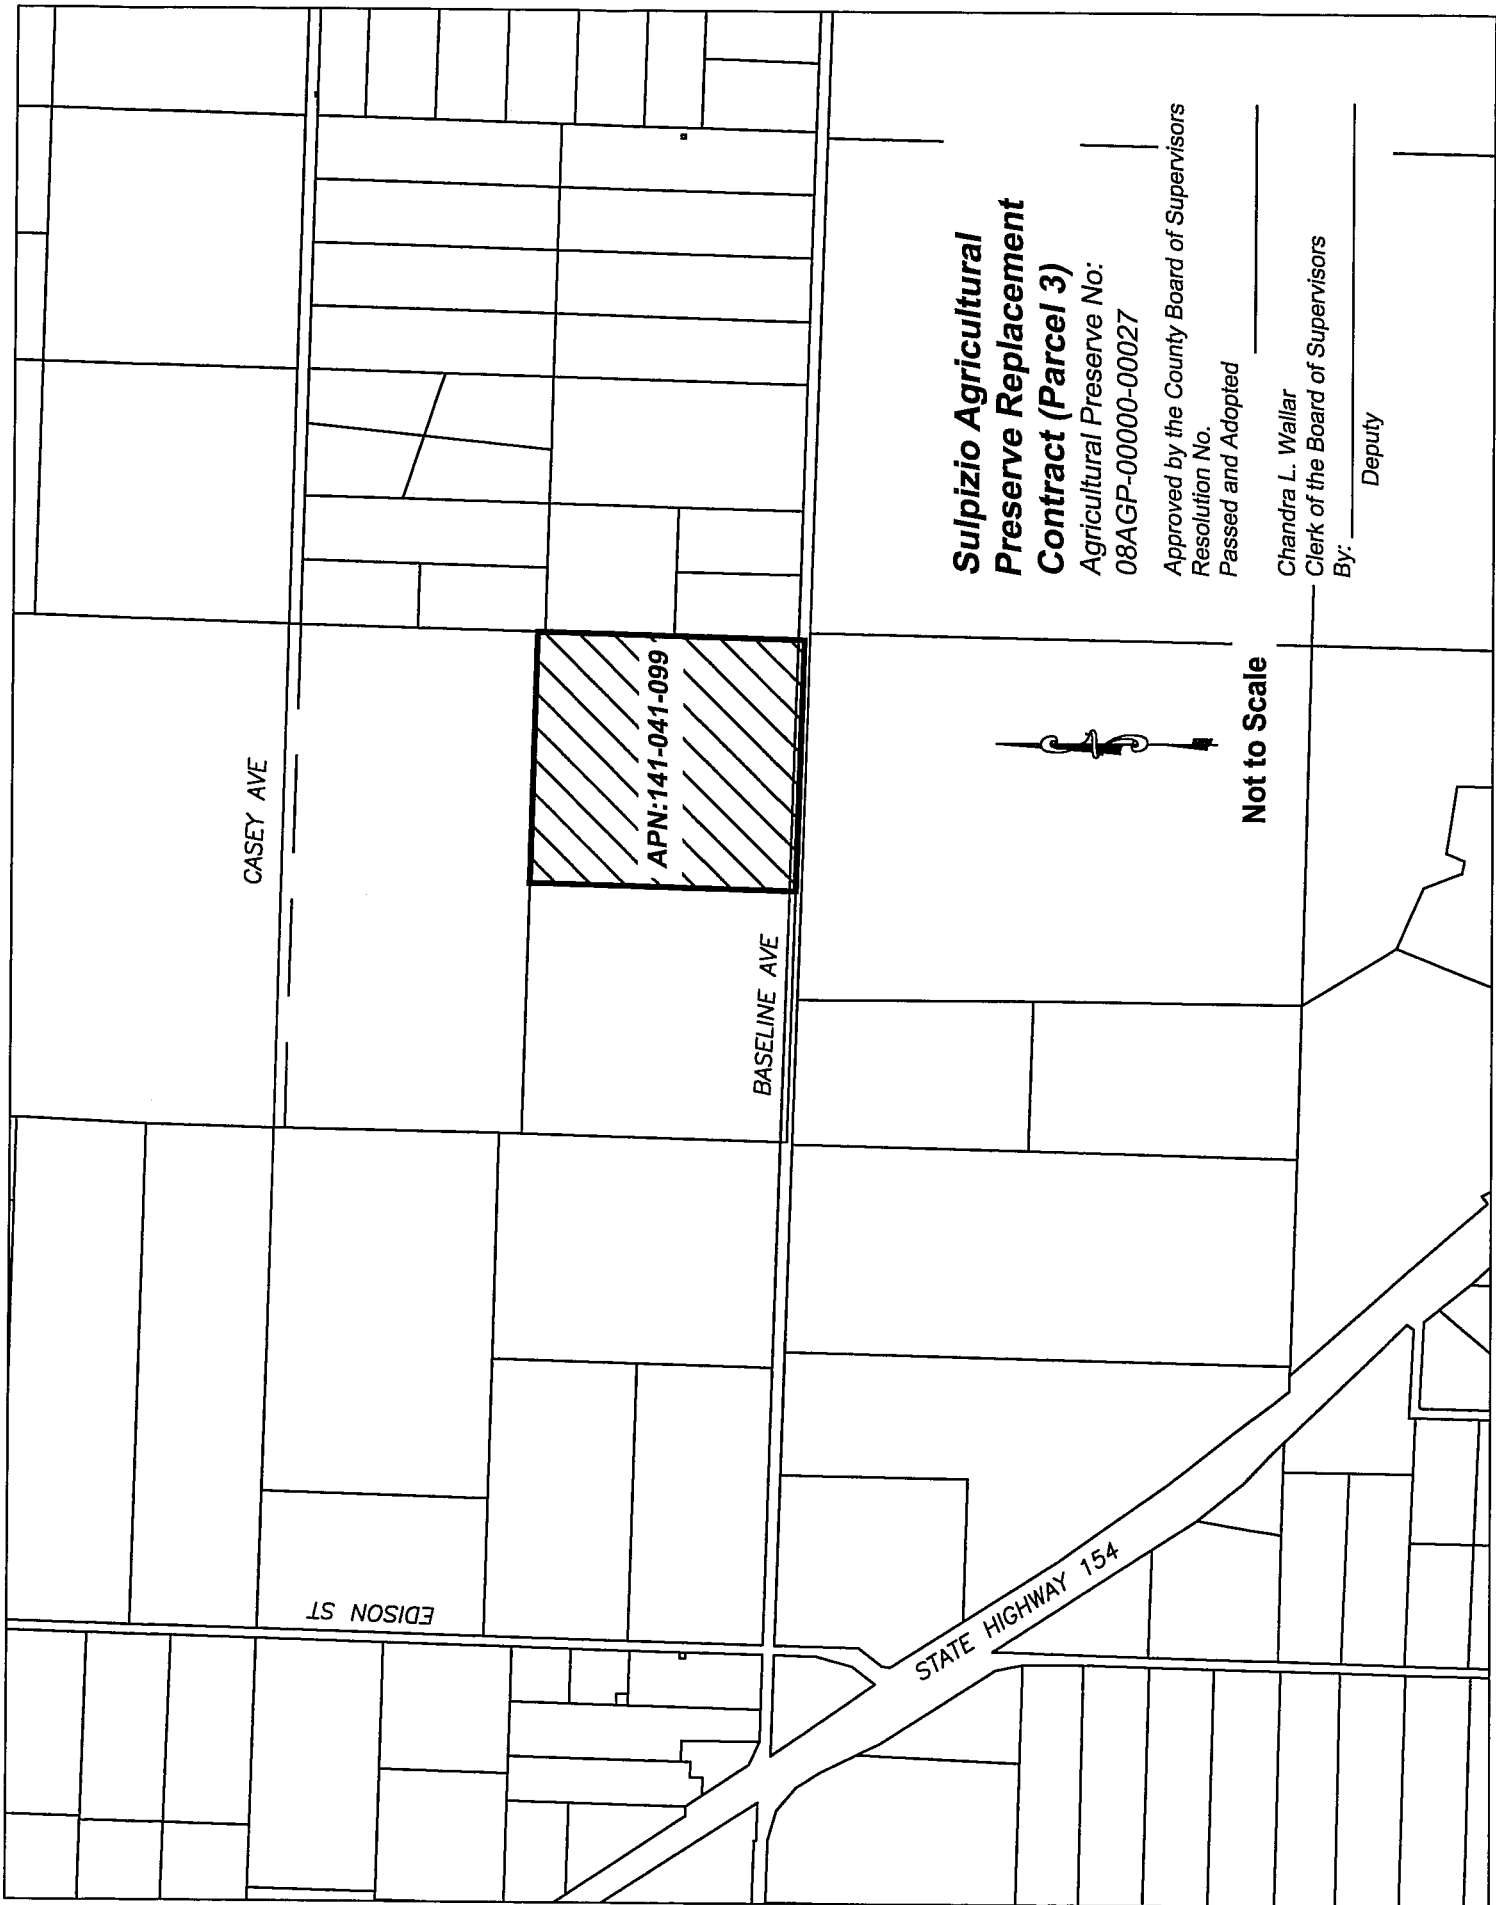 CASEY AVE
EDISON ST
APN:141-041-099
BASELINE AVE
STATE HIGHWAY 154
Sulpizio Agricultural
Preserve Replacement
Contract (Parcel 3)
Agricultural Preserve No:
08AGP-00000-00027
Approved by the County Board of Supervisors
Resolution No.
Passed and Adopted
Chandra L. Wallar
Clerk of the Board of Supervisors
By:
Deputy
Not to Scale